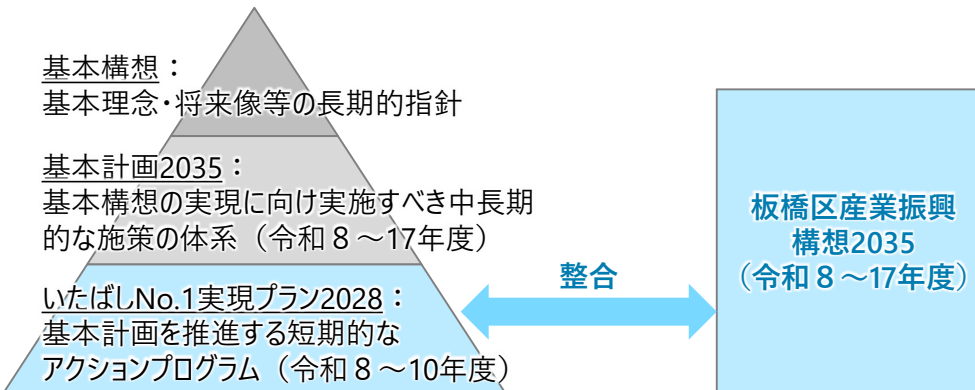 基本構想：
基本理念・将来像等の長期的指針
基本計画2035：
基本構想の実現に向け実施すべき中長期
的な施策の体系（令和８～17年度）
いたばしNo.1実現プラン2028：
基本計画を推進する短期的な
アクションプログラム（令和８～10年度）
整合
板橋区産業振興
構想2035
（令和８～17年度）